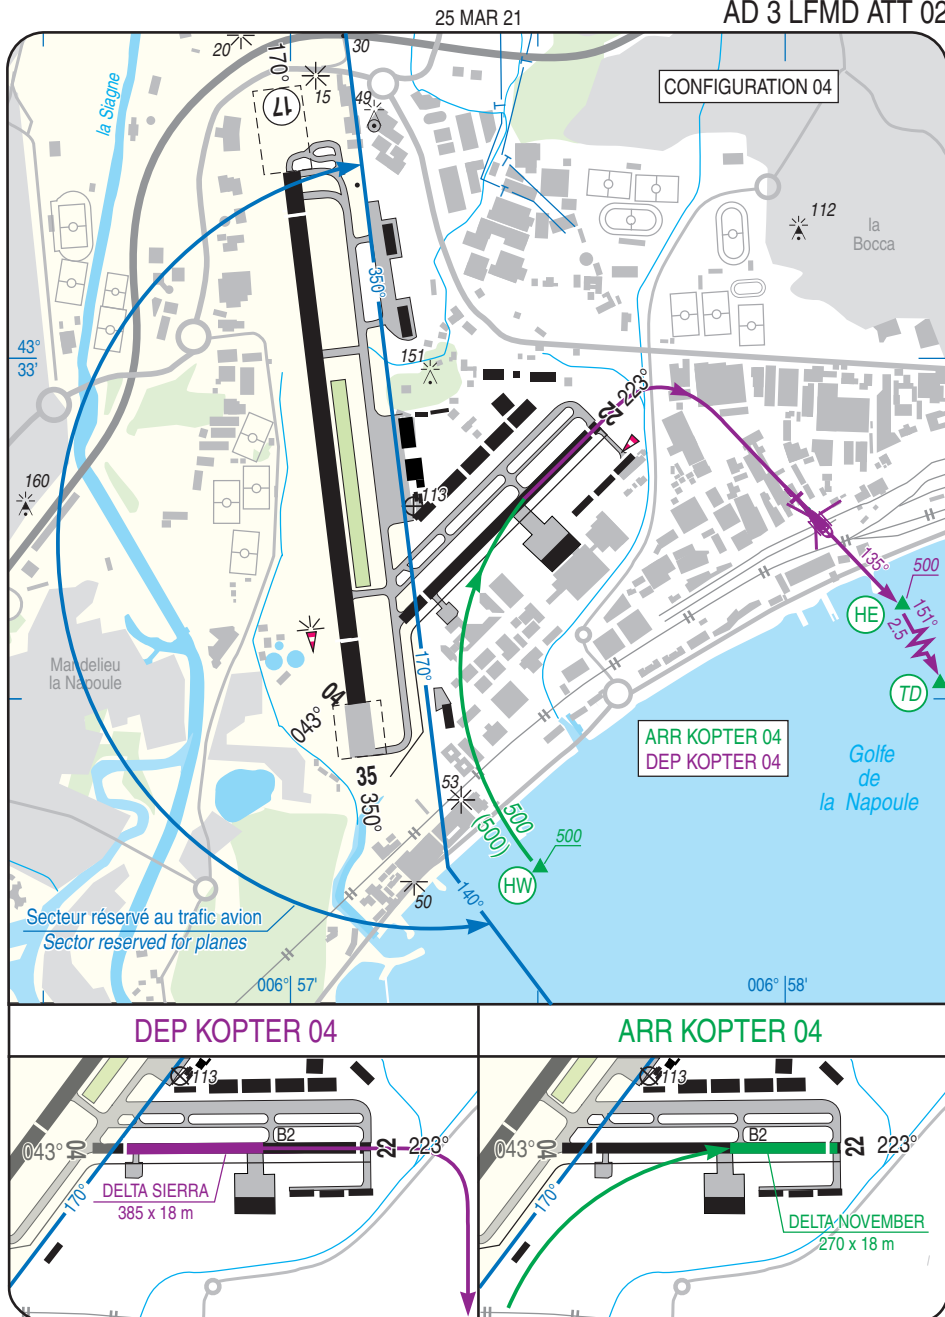 25 MAR 21
AD 3 LFMD ATT 02
CONFIGURATION 04
20
30
170°
17
15
49
la Siagne
112
la
Bocca
350°
43°
33'
151
22
223°
160
113
135°
500
HE
151°
2.5
TD
Mandelieu
la Napoule
170°
04
043°
ARR KOPTER 04
DEP KOPTER 04
Golfe
de
la Napoule
35
350°
53
500
(500)
500
HW
140°
50
Secteur réservé au trafic avion
Sector reserved for planes
006° 57'
006° 58'
DEP KOPTER 04
113
043°
04
B2
22
223°
170°
DELTA SIERRA
385 x 18 m
ARR KOPTER 04
113
043°
04
B2
22
223°
170°
DELTA NOVEMBER
270 x 18 m